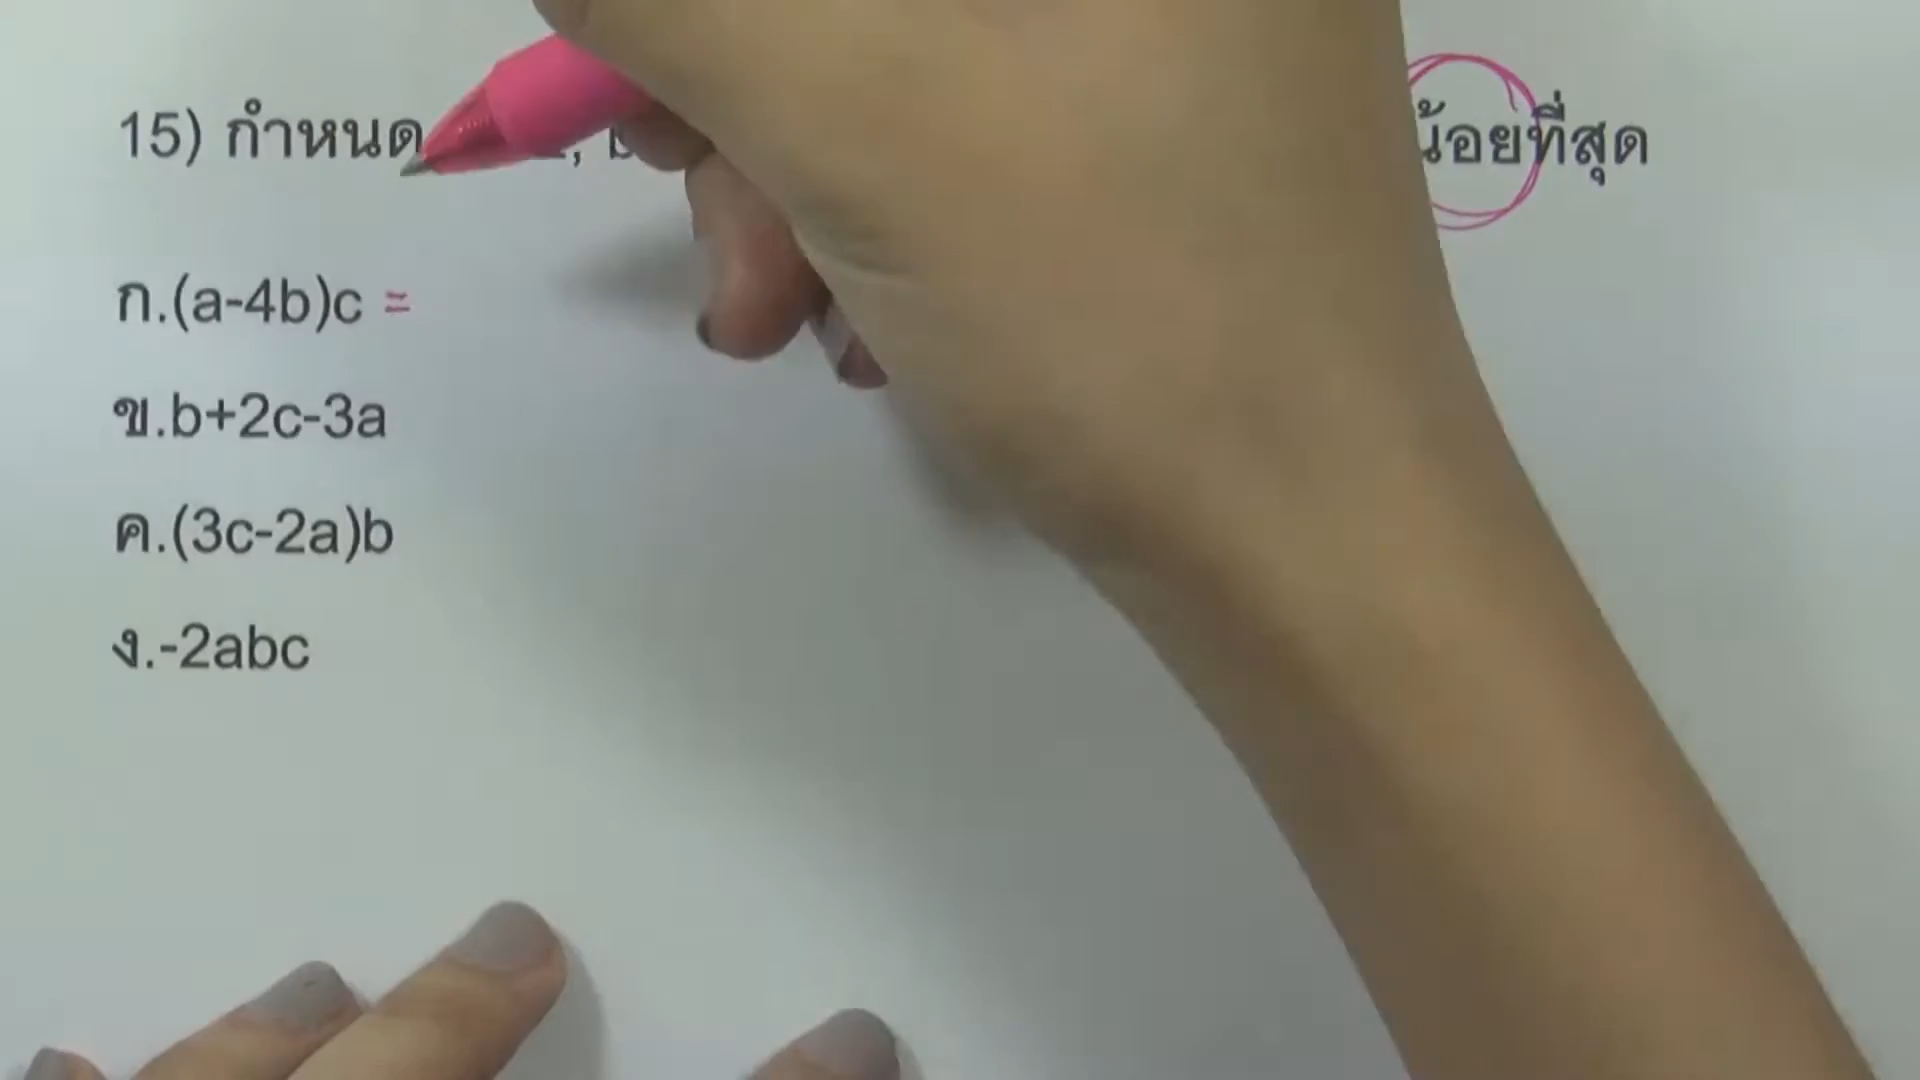 15) กำหนด น้อยที่สุด
ก.(a-4b)c =
ข.b+2c-3a
ค.(3c-2a)b
ง.-2abc